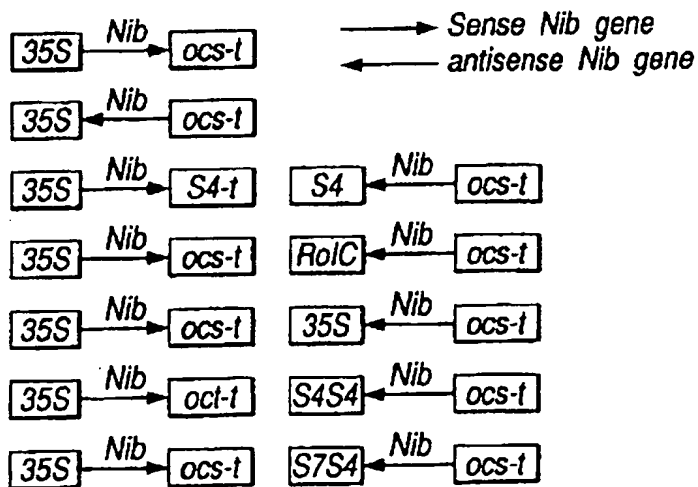 35S Nib ocs-t Sense Nib gene
antisense Nib gene
35S Nib ocs-t
35S Nib S4-t S4 Nib ocs-t
35S Nib ocs-t RolC Nib ocs-t
35S Nib ocs-t 35S Nib ocs-t
35S Nib oct-t S4S4 Nib ocs-t
35S Nib ocs-t S7S4 Nib ocs-t